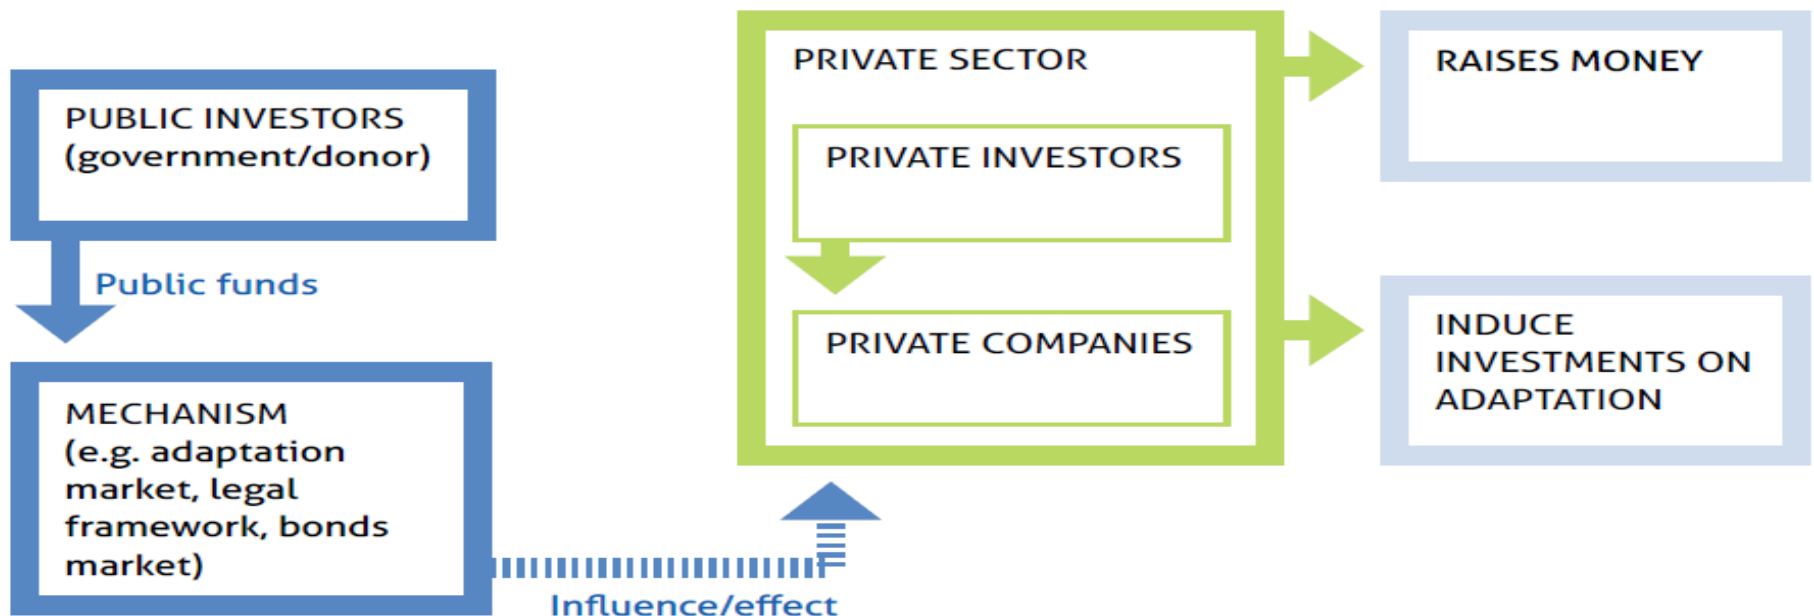 PUBLIC INVESTORS
(government/donor)
Public funds
MECHANISM
(e.g. adaptation
market, legal
framework, bonds
market)
Influence/effect
PRIVATE SECTOR
PRIVATE INVESTORS
PRIVATE COMPANIES
RAISES MONEY
INDUCE
INVESTMENTS ON
ADAPTATION